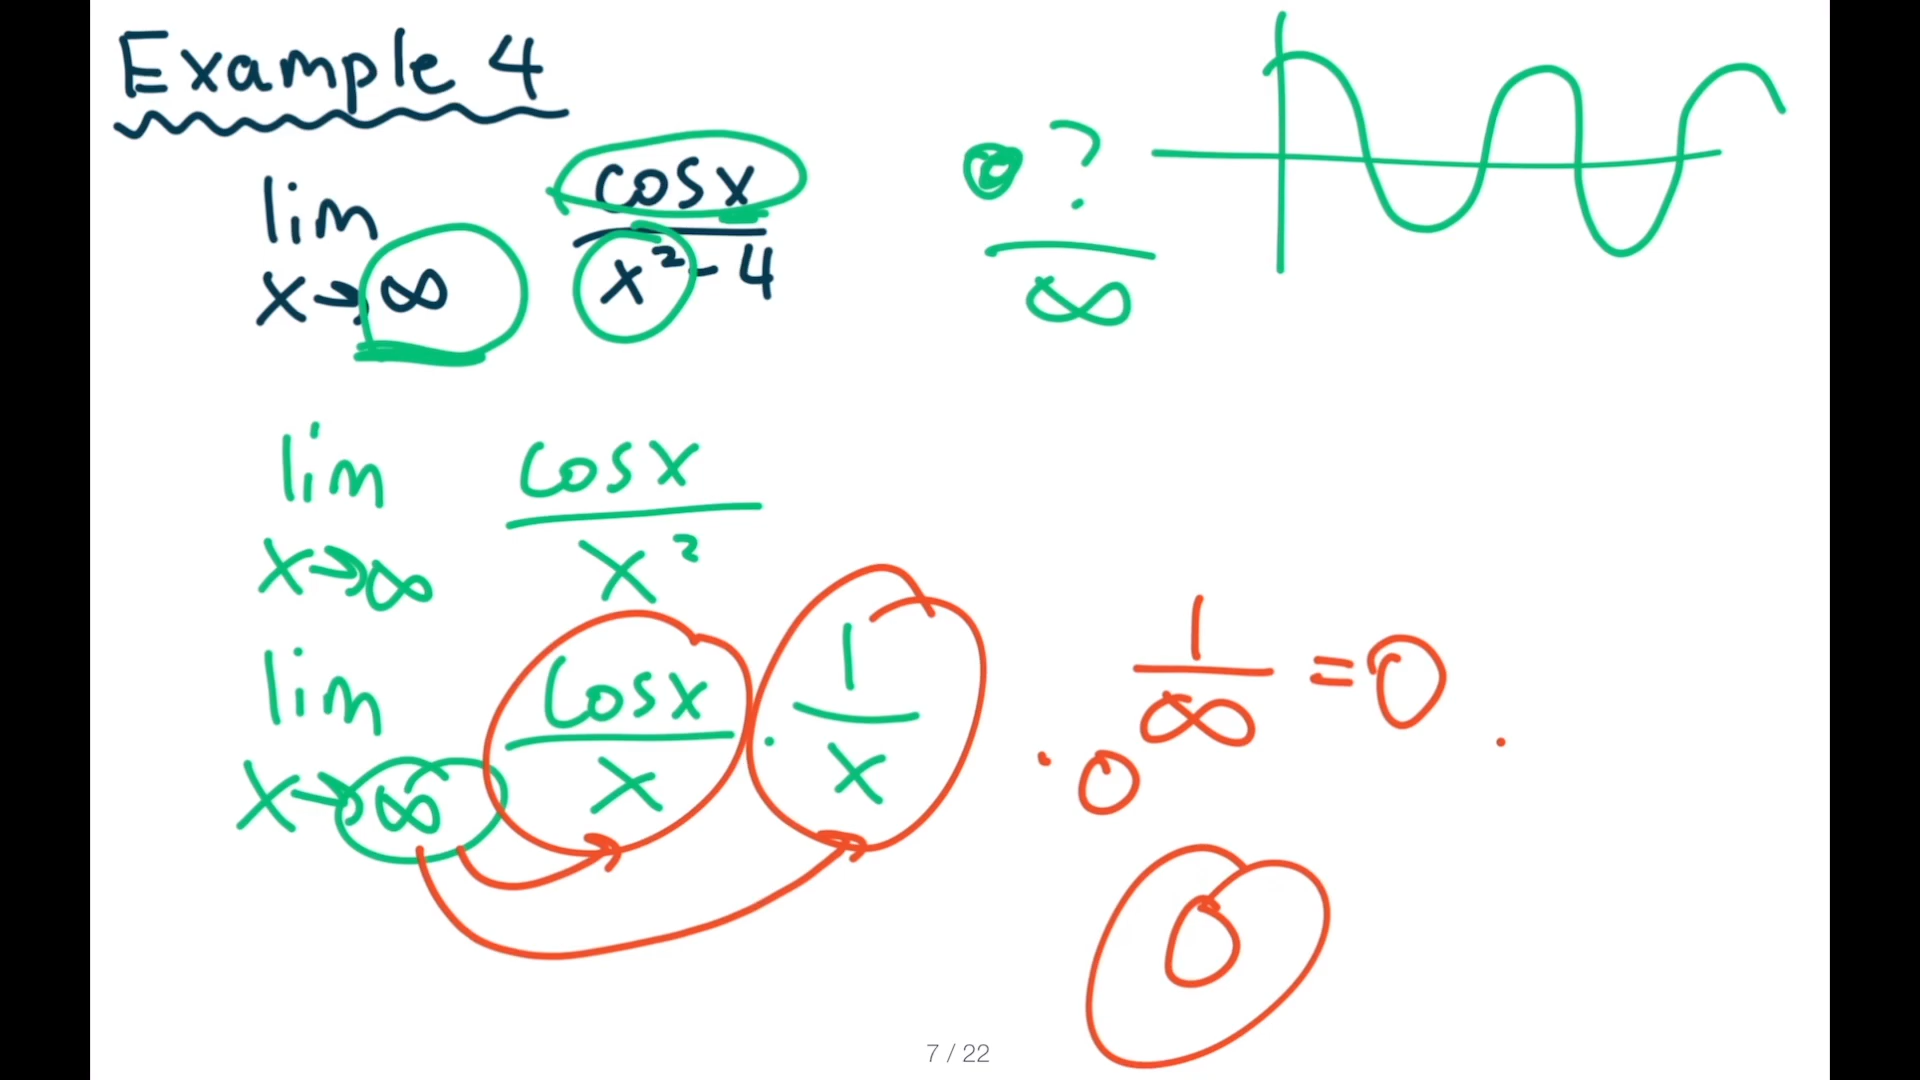 Example 4
lim x→∞ cosx / x² - 4
0 ? / ∞
lim x→∞ cosx / x²
lim x→∞ cosx / x · 1 / x
1 / ∞ = 0
· 0
0
7 / 22